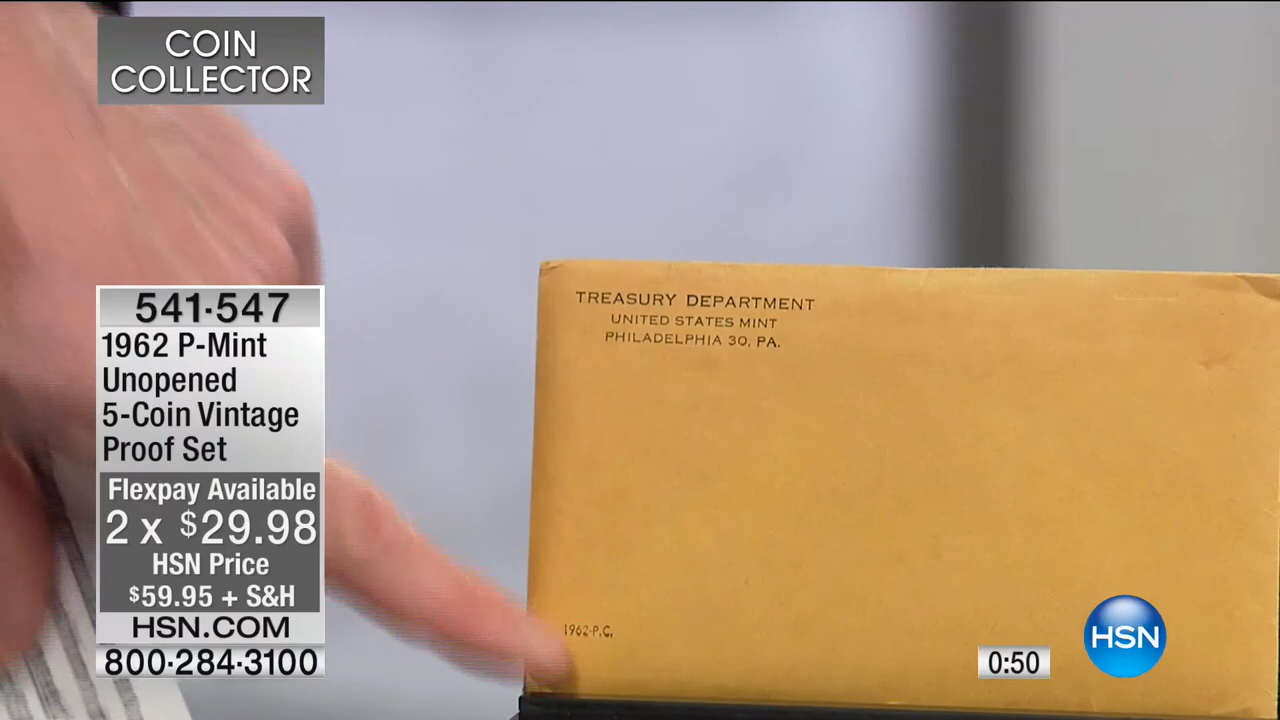 COIN
COLLECTOR
541·547
1962 P-Mint
Unopened
5-Coin Vintage
Proof Set
Flexpay Available
2 x $29.98
HSN Price
$59.95 + S&H
HSN.COM
800·284·3100
TREASURY DEPARTMENT
UNITED STATES MINT
PHILADELPHIA 30, PA.
1962-P.C.
0:50
HSN